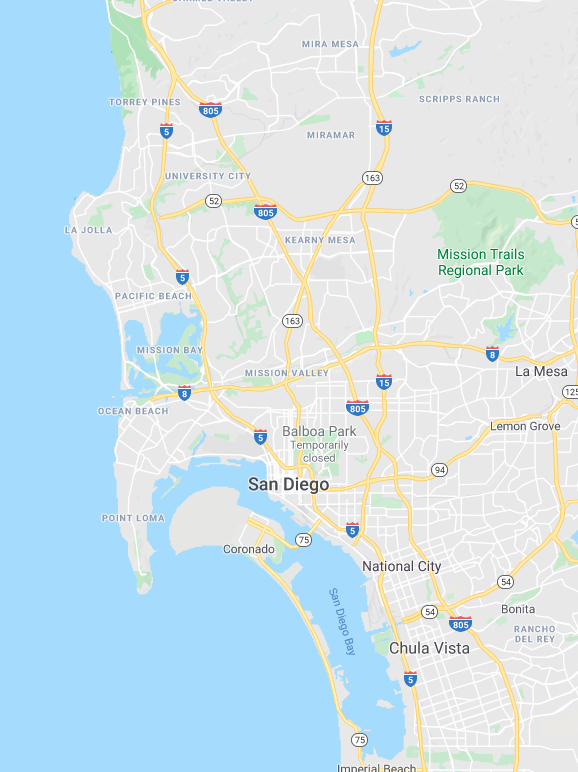 MIRA MESA
TORREY PINES
SCRIPPS RANCH
805
5
15
MIRAMAR
UNIVERSITY CITY
163
52
52
805
LA JOLLA
KEARNY MESA
Mission Trails
Regional Park
5
PACIFIC BEACH
163
MISSION BAY
8
MISSION VALLEY
La Mesa
15
8
125
805
OCEAN BEACH
Lemon Grove
5
Balboa Park
Temporarily
closed
94
San Diego
POINT LOMA
5
75
Coronado
National City
San Diego Bay
54
54
Bonita
805
RANCHO
DEL REY
Chula Vista
5
75
Imperial Beach